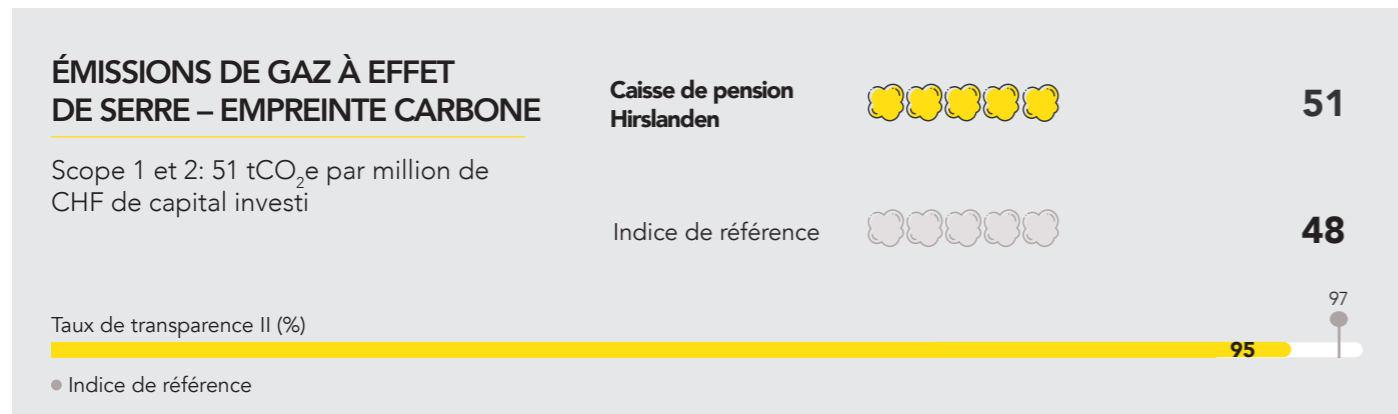 ÉMISSIONS DE GAZ À EFFET
DE SERRE – EMPREINTE CARBONE
Scope 1 et 2: 51 tCO₂e par million de
CHF de capital investi
Caisse de pension
Hirslanden
51
Indice de référence
48
97
Taux de transparence II (%)
95
Indice de référence